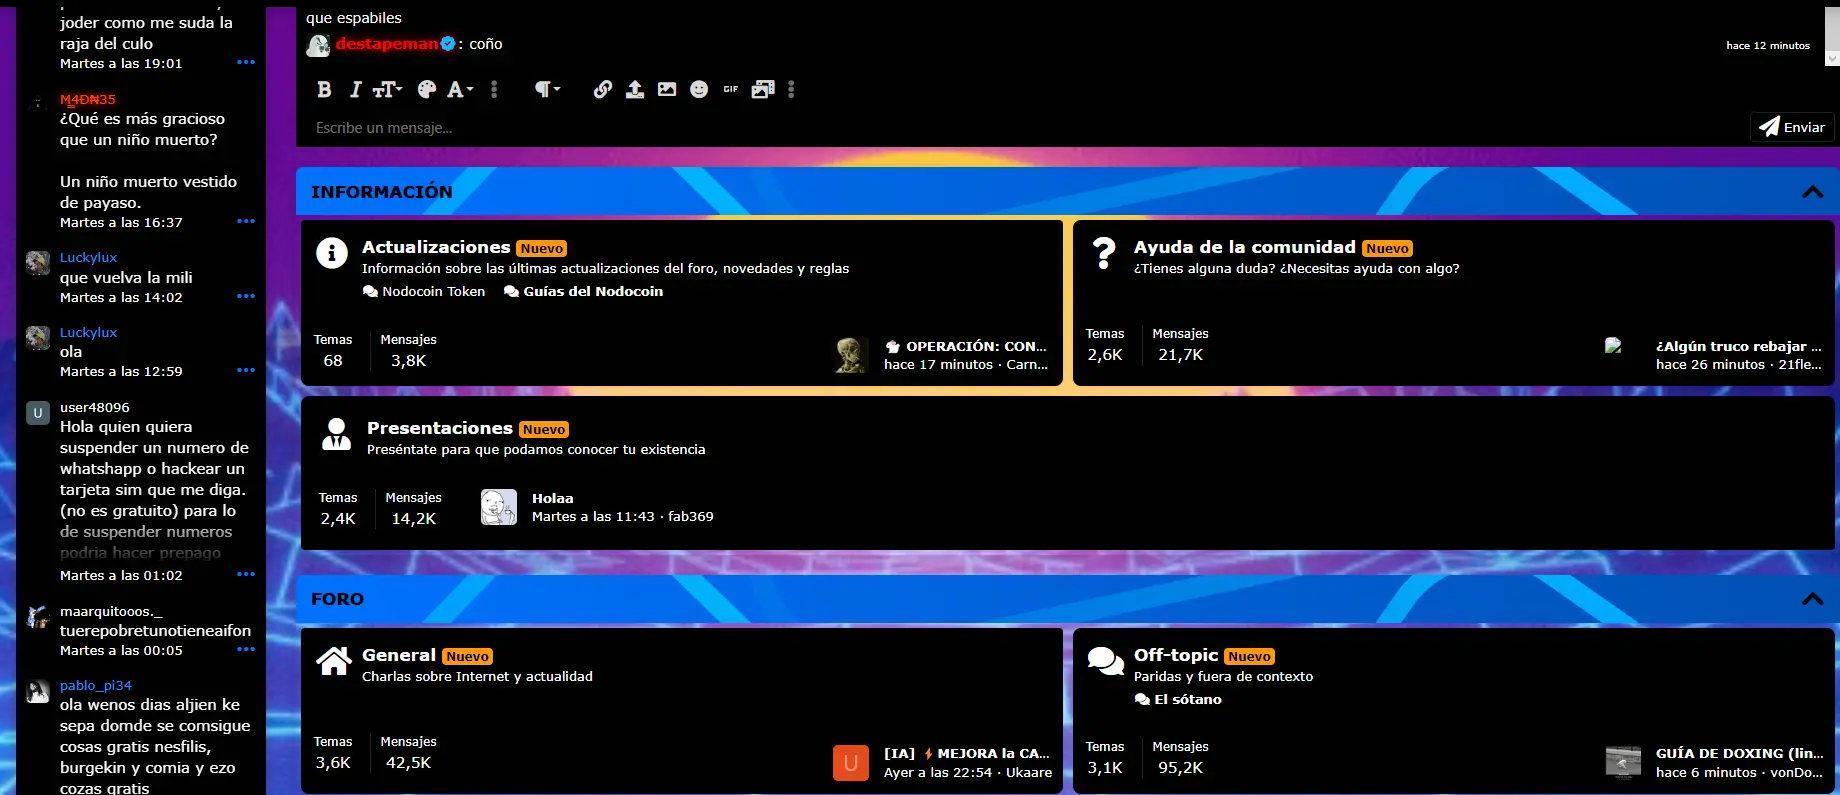 joder como me suda la
raja del culo
Martes a las 19:01
M4ĐN35
¿Qué es más gracioso
que un niño muerto?
Un niño muerto vestido
de payaso.
Martes a las 16:37
Luckylux
que vuelva la mili
Martes a las 14:02
Luckylux
ola
Martes a las 12:59
U
user48096
Hola quien quiera
suspender un numero de
whatshapp o hackear un
tarjeta sim que me diga.
(no es gratuito) para lo
de suspender numeros
podria hacer prepago
Martes a las 01:02
maarquitooos._
tuerepobretunotieneaifon
Martes a las 00:05
pablo_pi34
ola wenos dias aljien ke
sepa domde se comsigue
cosas gratis nesfilis,
burgekin y comia y ezo
cozas gratis
que espabiles
destapeman: coño
hace 12 minutos
B I TT A ¶ GIF
Escribe un mensaje...
Enviar
INFORMACIÓN
Actualizaciones Nuevo
Información sobre las últimas actualizaciones del foro, novedades y reglas
Nodocoin Token Guías del Nodocoin
Temas Mensajes
68 3,8K
OPERACIÓN: CON...
hace 17 minutos · Carn...
Ayuda de la comunidad Nuevo
¿Tienes alguna duda? ¿Necesitas ayuda con algo?
Temas Mensajes
2,6K 21,7K
¿Algún truco rebajar ...
hace 26 minutos · 21fle...
Presentaciones Nuevo
Preséntate para que podamos conocer tu existencia
Temas Mensajes
2,4K 14,2K
Holaa
Martes a las 11:43 · fab369
FORO
General Nuevo
Charlas sobre Internet y actualidad
Temas Mensajes
3,6K 42,5K
U
[IA] ⚡MEJORA la CA...
Ayer a las 22:54 · Ukaare
Off-topic Nuevo
Paridas y fuera de contexto
El sótano
Temas Mensajes
3,1K 95,2K
GUÍA DE DOXING (lin...
hace 6 minutos · vonDo...